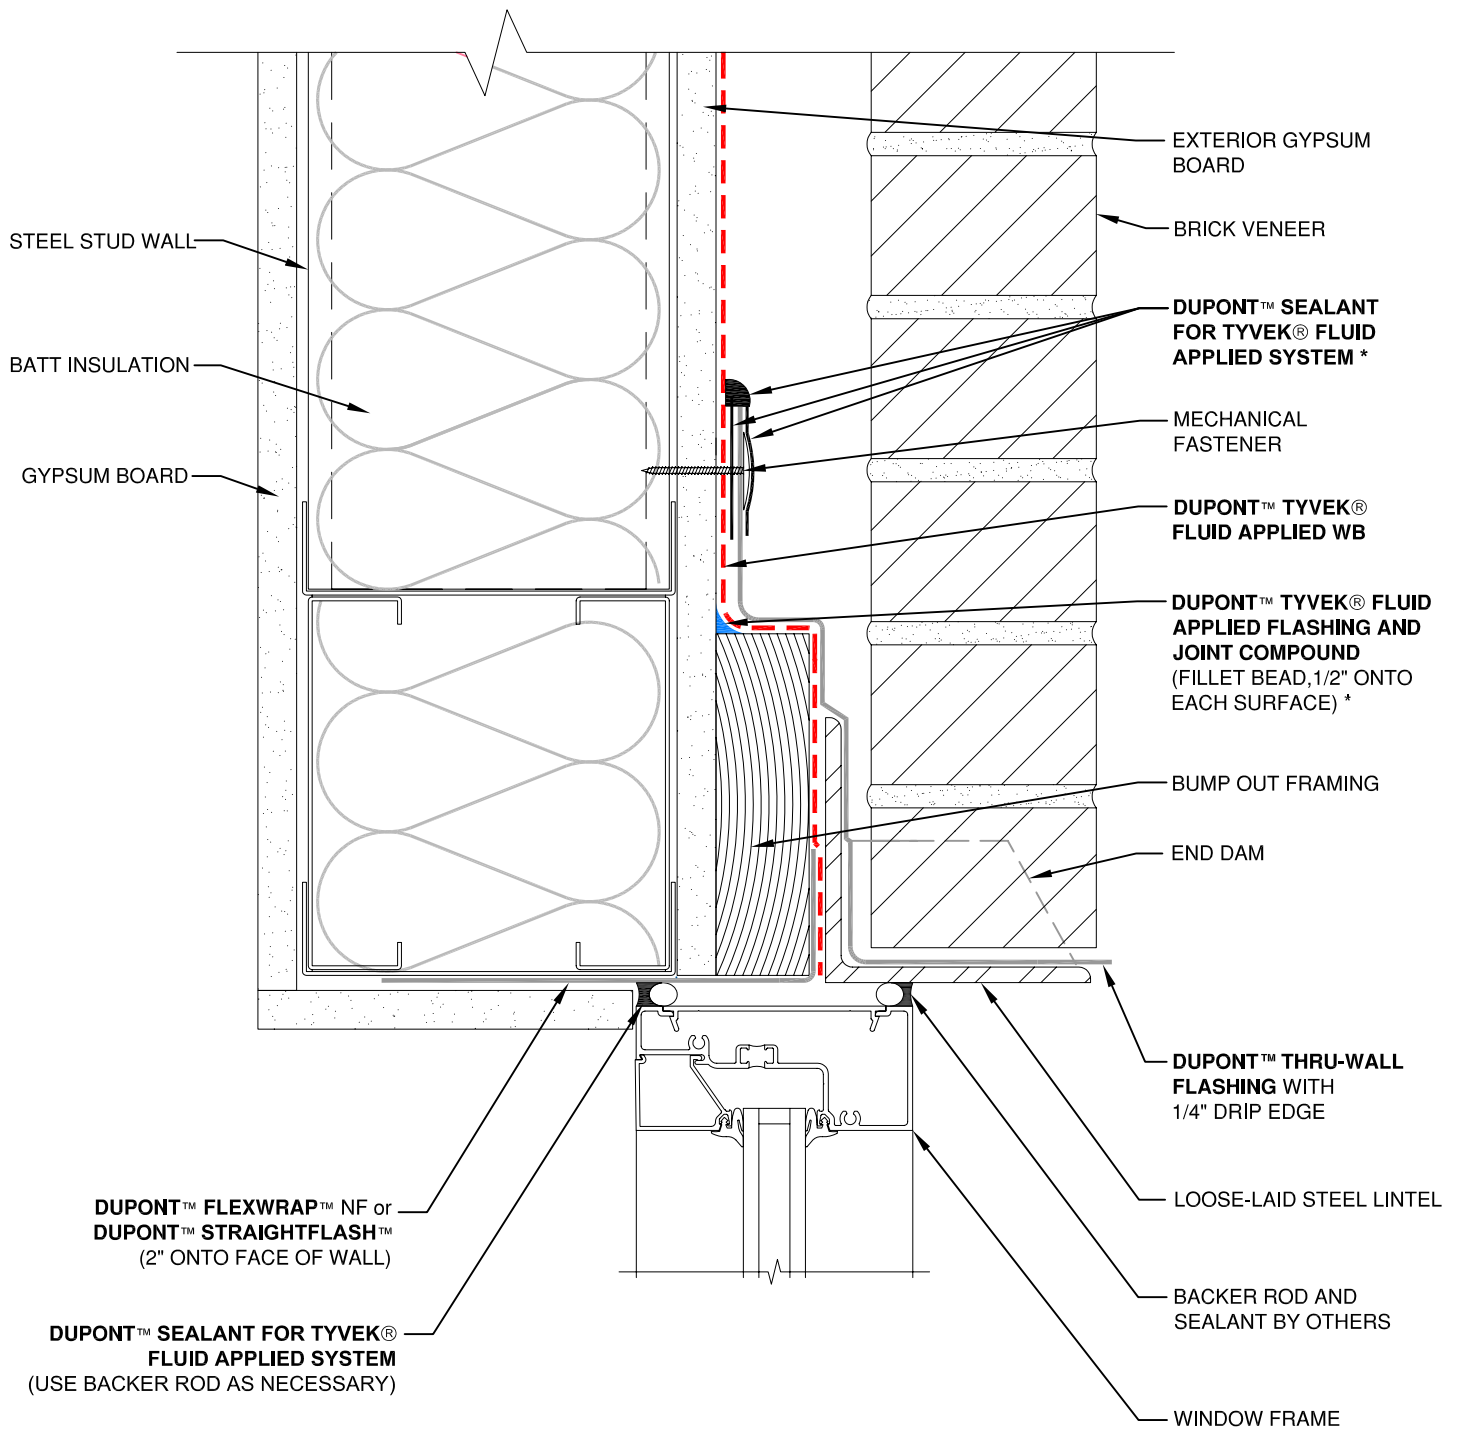 EXTERIOR GYPSUM
BOARD
BRICK VENEER
STEEL STUD WALL
DUPONT™ SEALANT
FOR TYVEK® FLUID
APPLIED SYSTEM *
BATT INSULATION
MECHANICAL
FASTENER
GYPSUM BOARD
DUPONT™ TYVEK®
FLUID APPLIED WB
DUPONT™ TYVEK® FLUID
APPLIED FLASHING AND
JOINT COMPOUND
(FILLET BEAD,1/2" ONTO
EACH SURFACE) *
BUMP OUT FRAMING
END DAM
DUPONT™ THRU-WALL
FLASHING WITH
1/4" DRIP EDGE
DUPONT™ FLEXWRAP™ NF or
DUPONT™ STRAIGHTFLASH™
(2" ONTO FACE OF WALL)
LOOSE-LAID STEEL LINTEL
BACKER ROD AND
SEALANT BY OTHERS
DUPONT™ SEALANT FOR TYVEK®
FLUID APPLIED SYSTEM
(USE BACKER ROD AS NECESSARY)
WINDOW FRAME